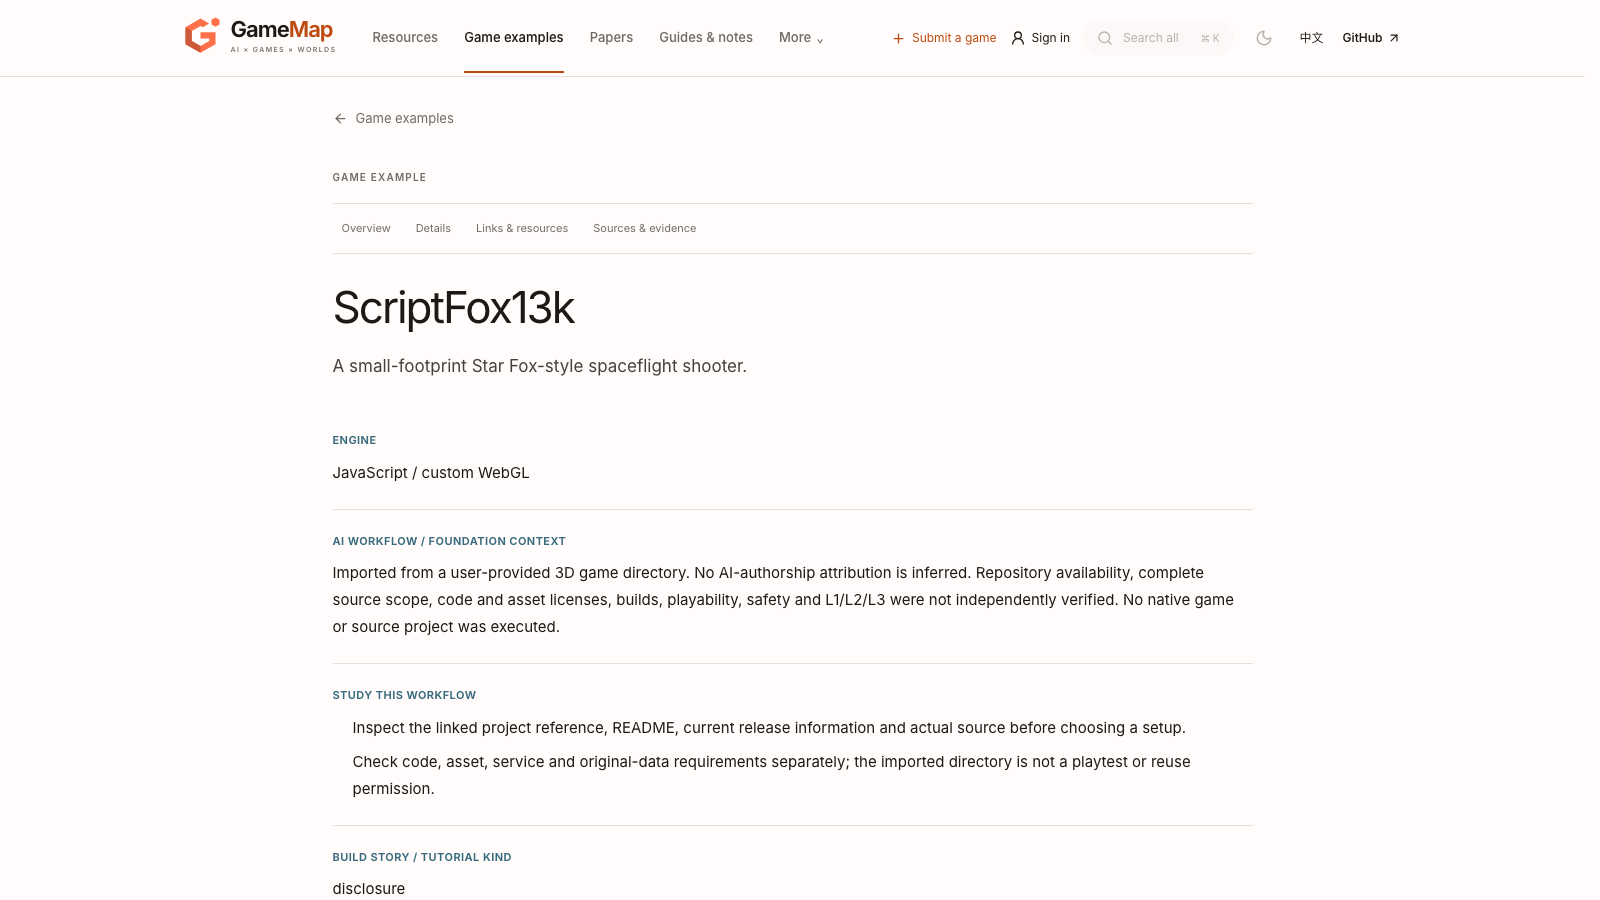 GameMap
AI × GAMES × WORLDS
Resources
Game examples
Papers
Guides & notes
More
Submit a game
Sign in
Search all
⌘ K
中文
GitHub
Game examples
GAME EXAMPLE
Overview
Details
Links & resources
Sources & evidence
ScriptFox13k
A small-footprint Star Fox-style spaceflight shooter.
ENGINE
JavaScript / custom WebGL
AI WORKFLOW / FOUNDATION CONTEXT
Imported from a user-provided 3D game directory. No AI-authorship attribution is inferred. Repository availability, complete
source scope, code and asset licenses, builds, playability, safety and L1/L2/L3 were not independently verified. No native game
or source project was executed.
STUDY THIS WORKFLOW
Inspect the linked project reference, README, current release information and actual source before choosing a setup.
Check code, asset, service and original-data requirements separately; the imported directory is not a playtest or reuse
permission.
BUILD STORY / TUTORIAL KIND
disclosure